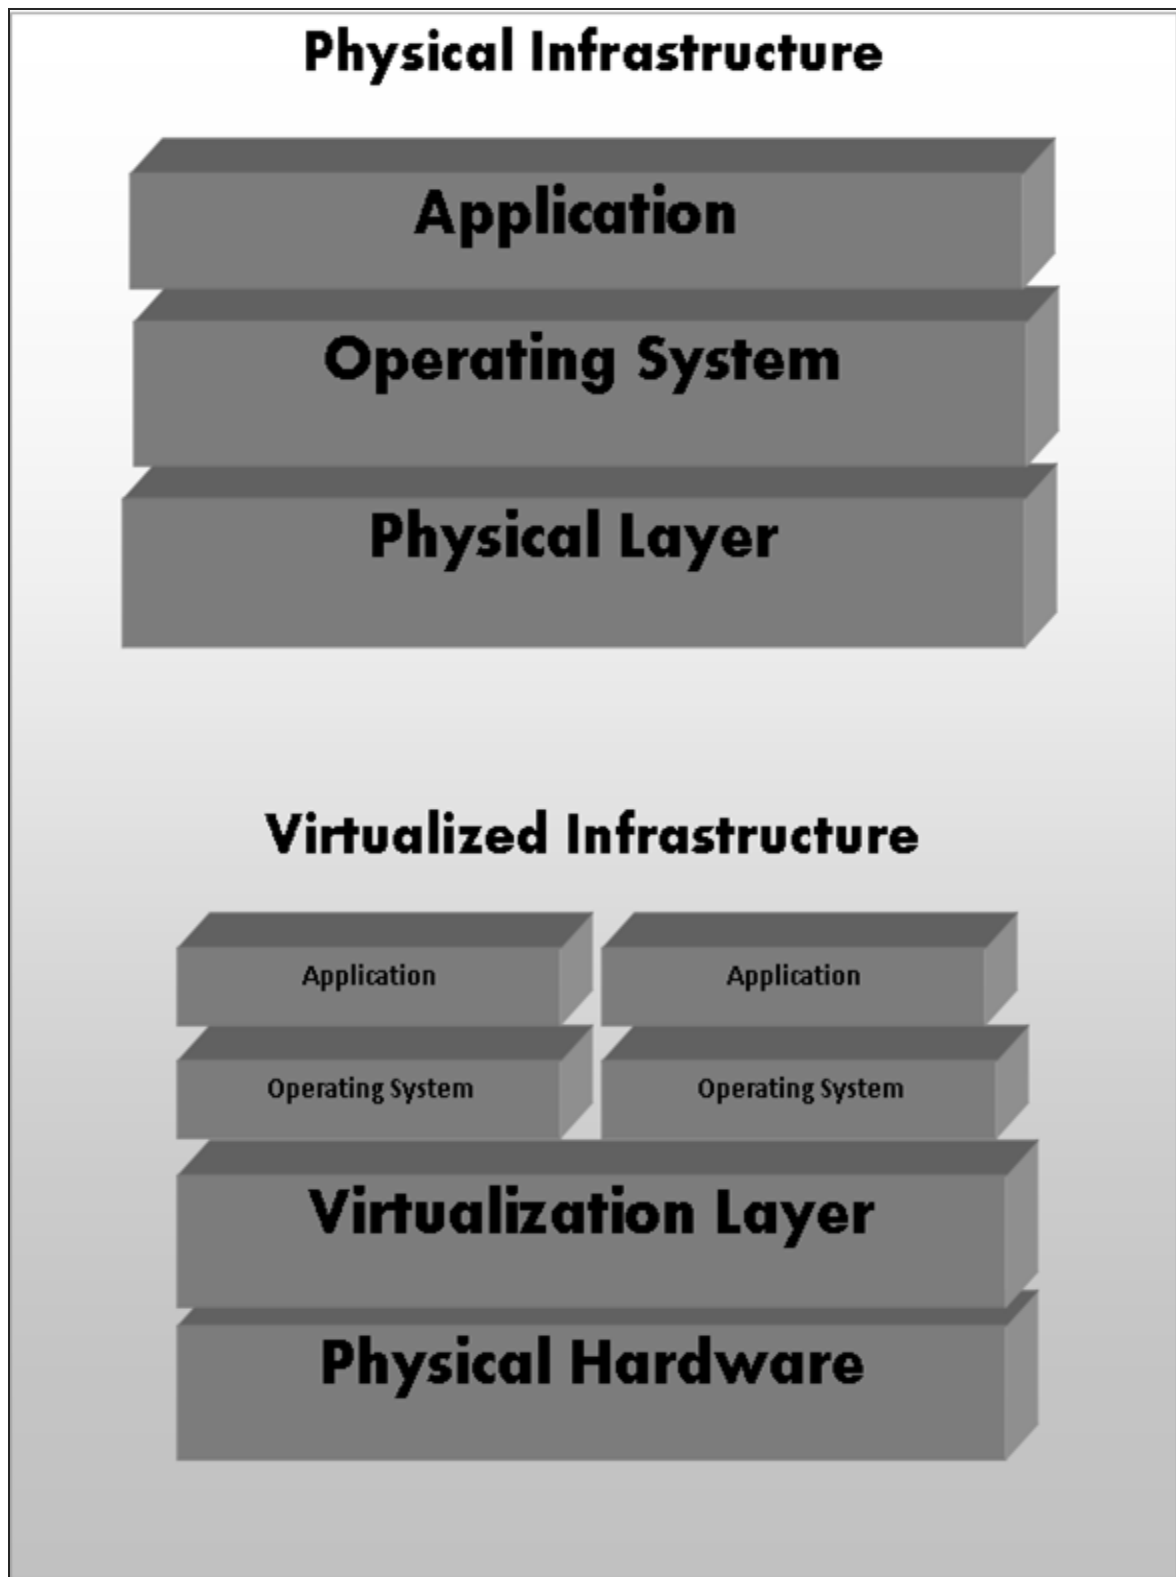 Physical Infrastructure
Application
Operating System
Physical Layer
Virtualized Infrastructure
Application
Application
Operating System
Operating System
Virtualization Layer
Physical Hardware